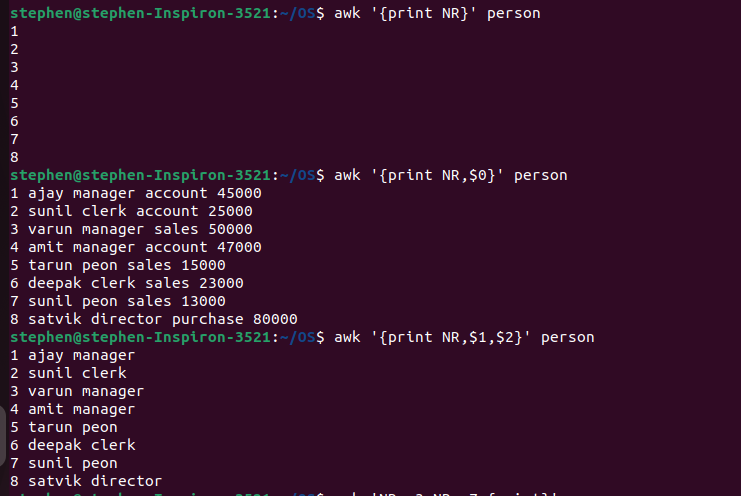 stephen@stephen-Inspiron-3521:~/OS$ awk '{print NR}' person
1
2
3
4
5
6
7
8
stephen@stephen-Inspiron-3521:~/OS$ awk '{print NR,$0}' person
1 ajay manager account 45000
2 sunil clerk account 25000
3 varun manager sales 50000
4 amit manager account 47000
5 tarun peon sales 15000
6 deepak clerk sales 23000
7 sunil peon sales 13000
8 satvik director purchase 80000
stephen@stephen-Inspiron-3521:~/OS$ awk '{print NR,$1,$2}' person
1 ajay manager
2 sunil clerk
3 varun manager
4 amit manager
5 tarun peon
6 deepak clerk
7 sunil peon
8 satvik director